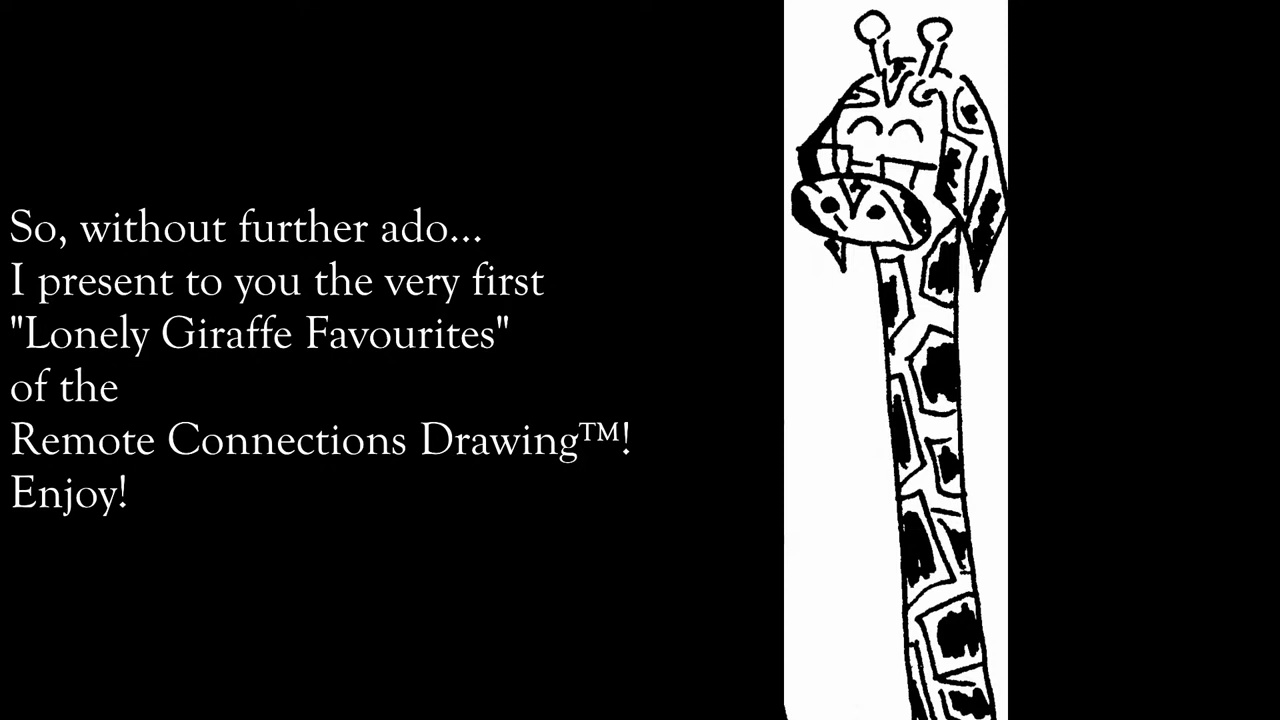 So, without further ado...
I present to you the very first
"Lonely Giraffe Favourites"
of the
Remote Connections Drawing™!
Enjoy!